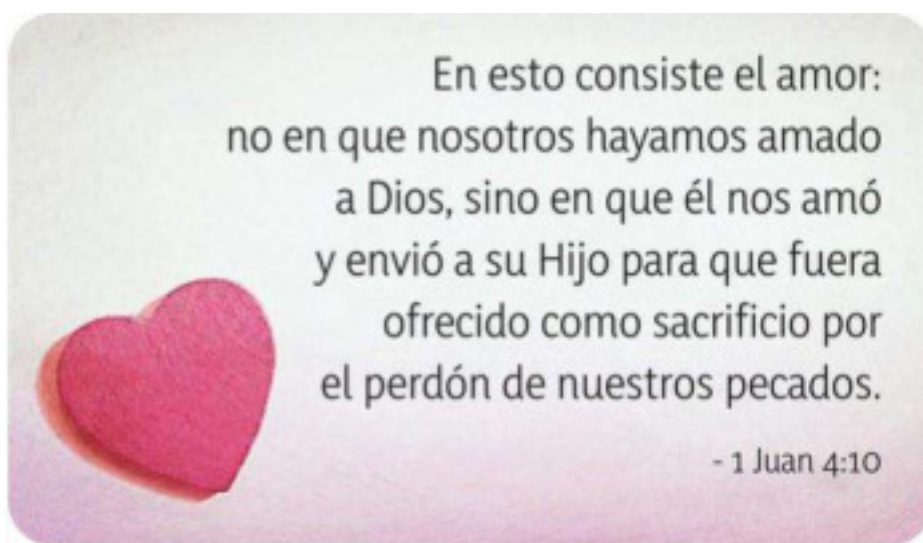 En esto consiste el amor:
no en que nosotros hayamos amado
a Dios, sino en que él nos amó
y envió a su Hijo para que fuera
ofrecido como sacrificio por
el perdón de nuestros pecados.
- 1 Juan 4:10